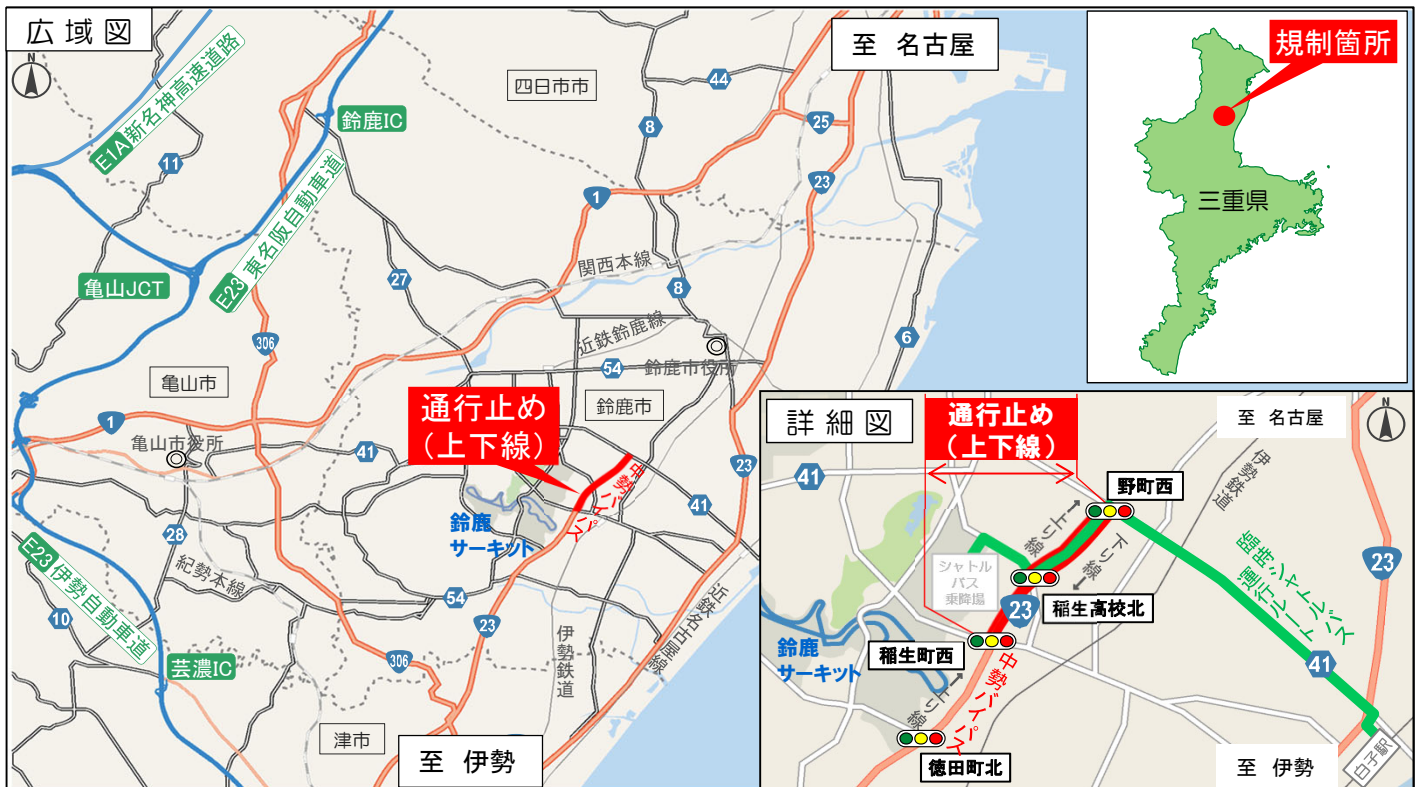 広域図
N
至 名古屋
規制箇所
三重県
E1A 新名神高速道路
11
鈴鹿IC
四日市市
44
8
25
23
1
E23 東名阪自動車道
亀山JCT
関西本線
27
8
306
近鉄鈴鹿線
6
54
鈴鹿市役所
亀山市
通行止め
(上下線)
鈴鹿市
1
亀山市役所
41
23
中勢バイパス
41
鈴鹿
サーキット
28
紀勢本線
E23 伊勢自動車道
10
54
23
伊勢鉄道
近鉄名古屋線
306
芸濃IC
津市
至 伊勢
詳細図
通行止め
(上下線)
至 名古屋
N
41
野町西
伊勢鉄道
上り線
下り線
23
シャトル
バス
乗降場
臨時シャトルバス
運行ルート
稲生高校北
23
稲生町西
鈴鹿
サーキット
上り線
中勢バイパス
41
徳田町北
至 伊勢
白子駅